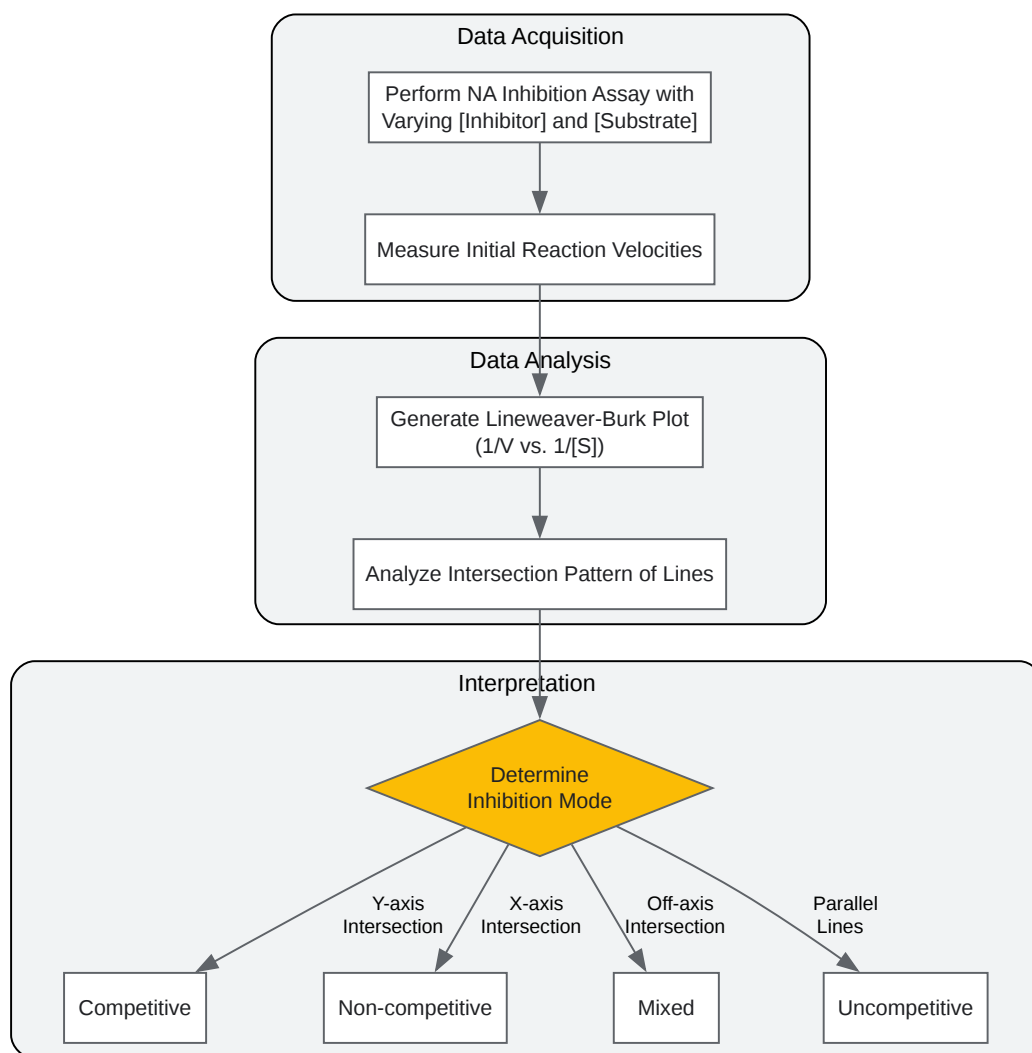 Data Acquisition
Perform NA Inhibition Assay with
Varying [Inhibitor] and [Substrate]
Measure Initial Reaction Velocities
Data Analysis
Generate Lineweaver-Burk Plot
(1/V vs. 1/[S])
Analyze Intersection Pattern of Lines
Interpretation
Determine
Inhibition Mode
Y-axis
Intersection
X-axis
Intersection
Off-axis
Intersection
Parallel
Lines
Competitive
Non-competitive
Mixed
Uncompetitive